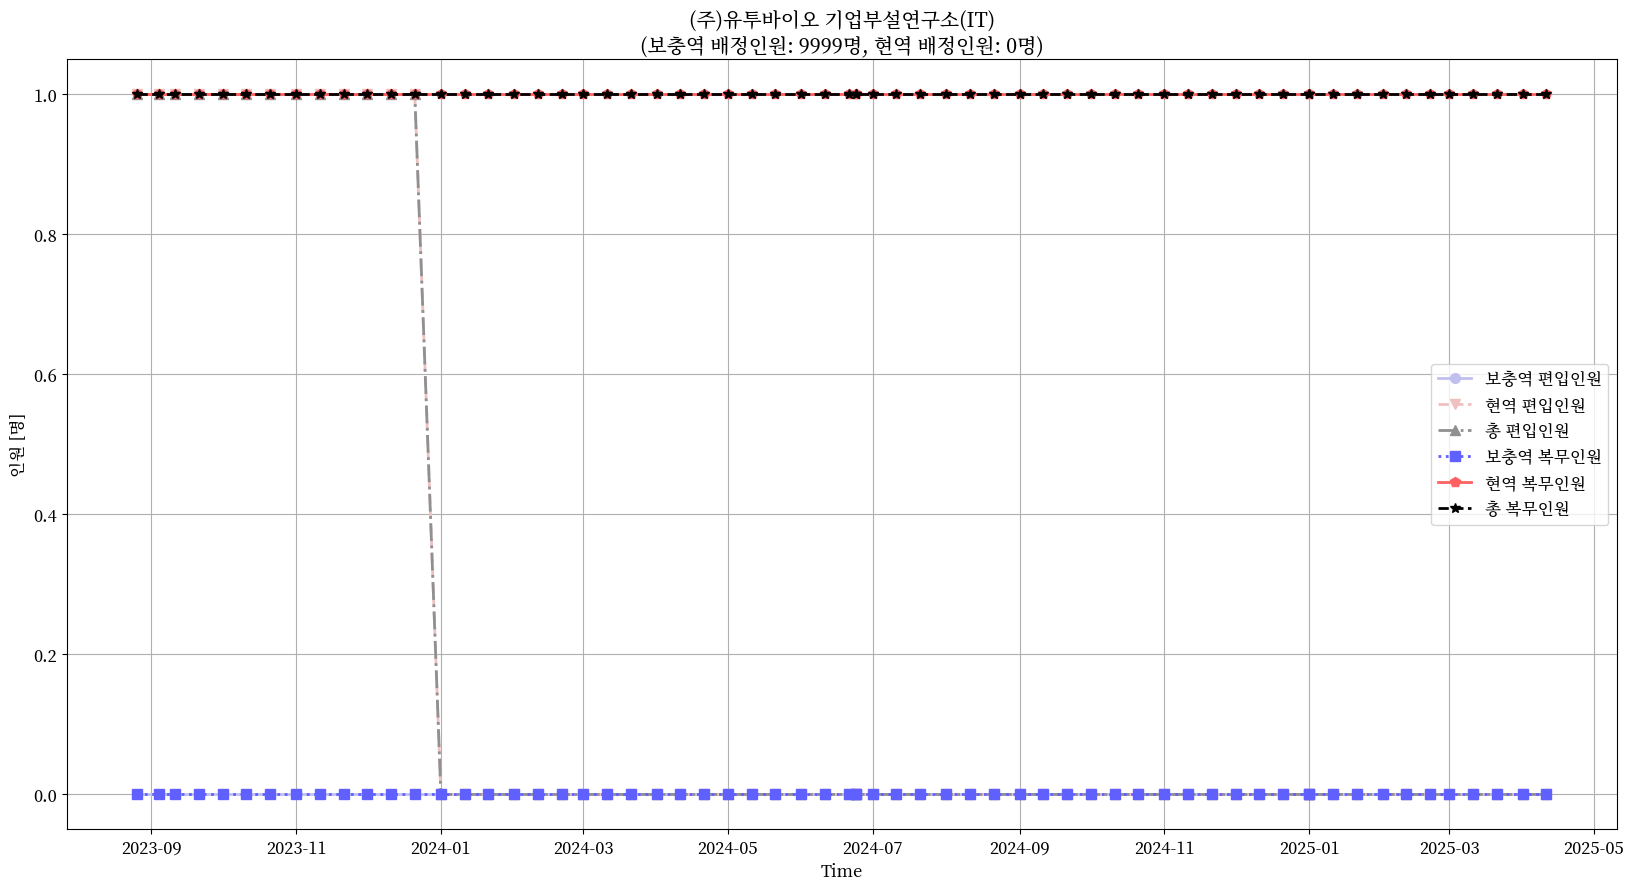 (주)유투바이오 기업부설연구소(IT)
(보충역 배정인원: 9999명, 현역 배정인원: 0명)
인원 [명]
1.0
0.8
0.6
0.4
0.2
0.0
보충역 편입인원
현역 편입인원
총 편입인원
보충역 복무인원
현역 복무인원
총 복무인원
2023-09 2023-11 2024-01 2024-03 2024-05 2024-07 2024-09 2024-11 2025-01 2025-03 2025-05
Time